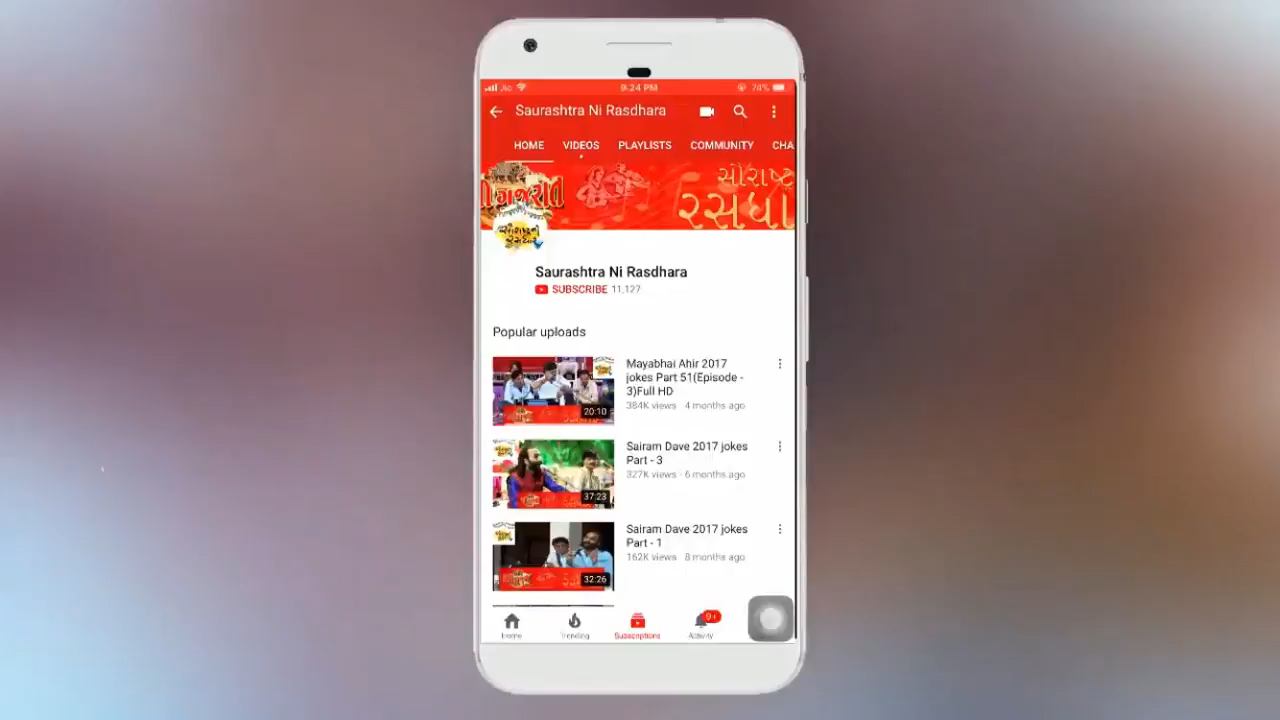 Jio 9:24 PM 74%
Saurashtra Ni Rasdhara
HOME VIDEOS PLAYLISTS COMMUNITY CHA
ગુજરાત
સૌરાષ્ટ્ર
રસધા
Saurashtra Ni Rasdhara
SUBSCRIBE 11,127
Popular uploads
Mayabhai Ahir 2017
jokes Part 51(Episode -
3)Full HD
384K views · 4 months ago
20:10
Sairam Dave 2017 jokes
Part - 3
327K views · 6 months ago
37:23
Sairam Dave 2017 jokes
Part - 1
162K views · 8 months ago
32:26
9+
Home Trending Subscriptions Activity